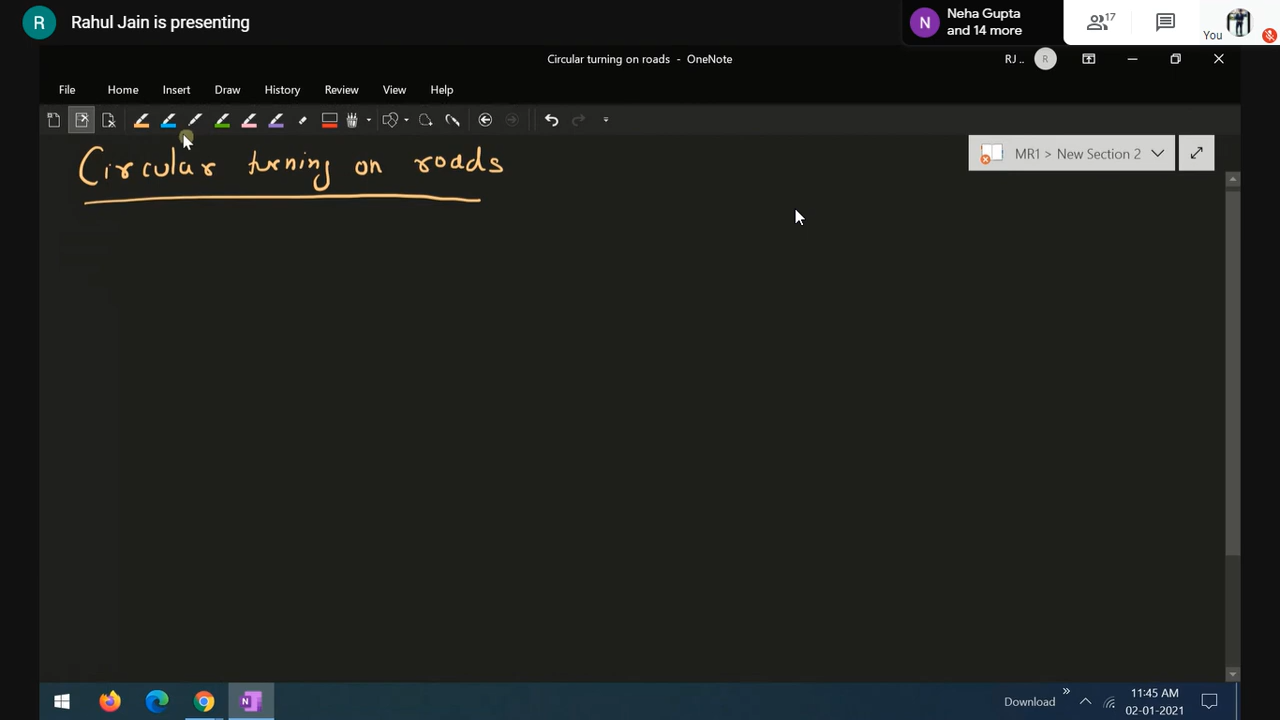 R Rahul Jain is presenting
N Neha Gupta
and 14 more
17
You
Circular turning on roads - OneNote
RJ ..
R
File Home Insert Draw History Review View Help
Circular turning on roads
MR1 > New Section 2
Download
11:45 AM
02-01-2021